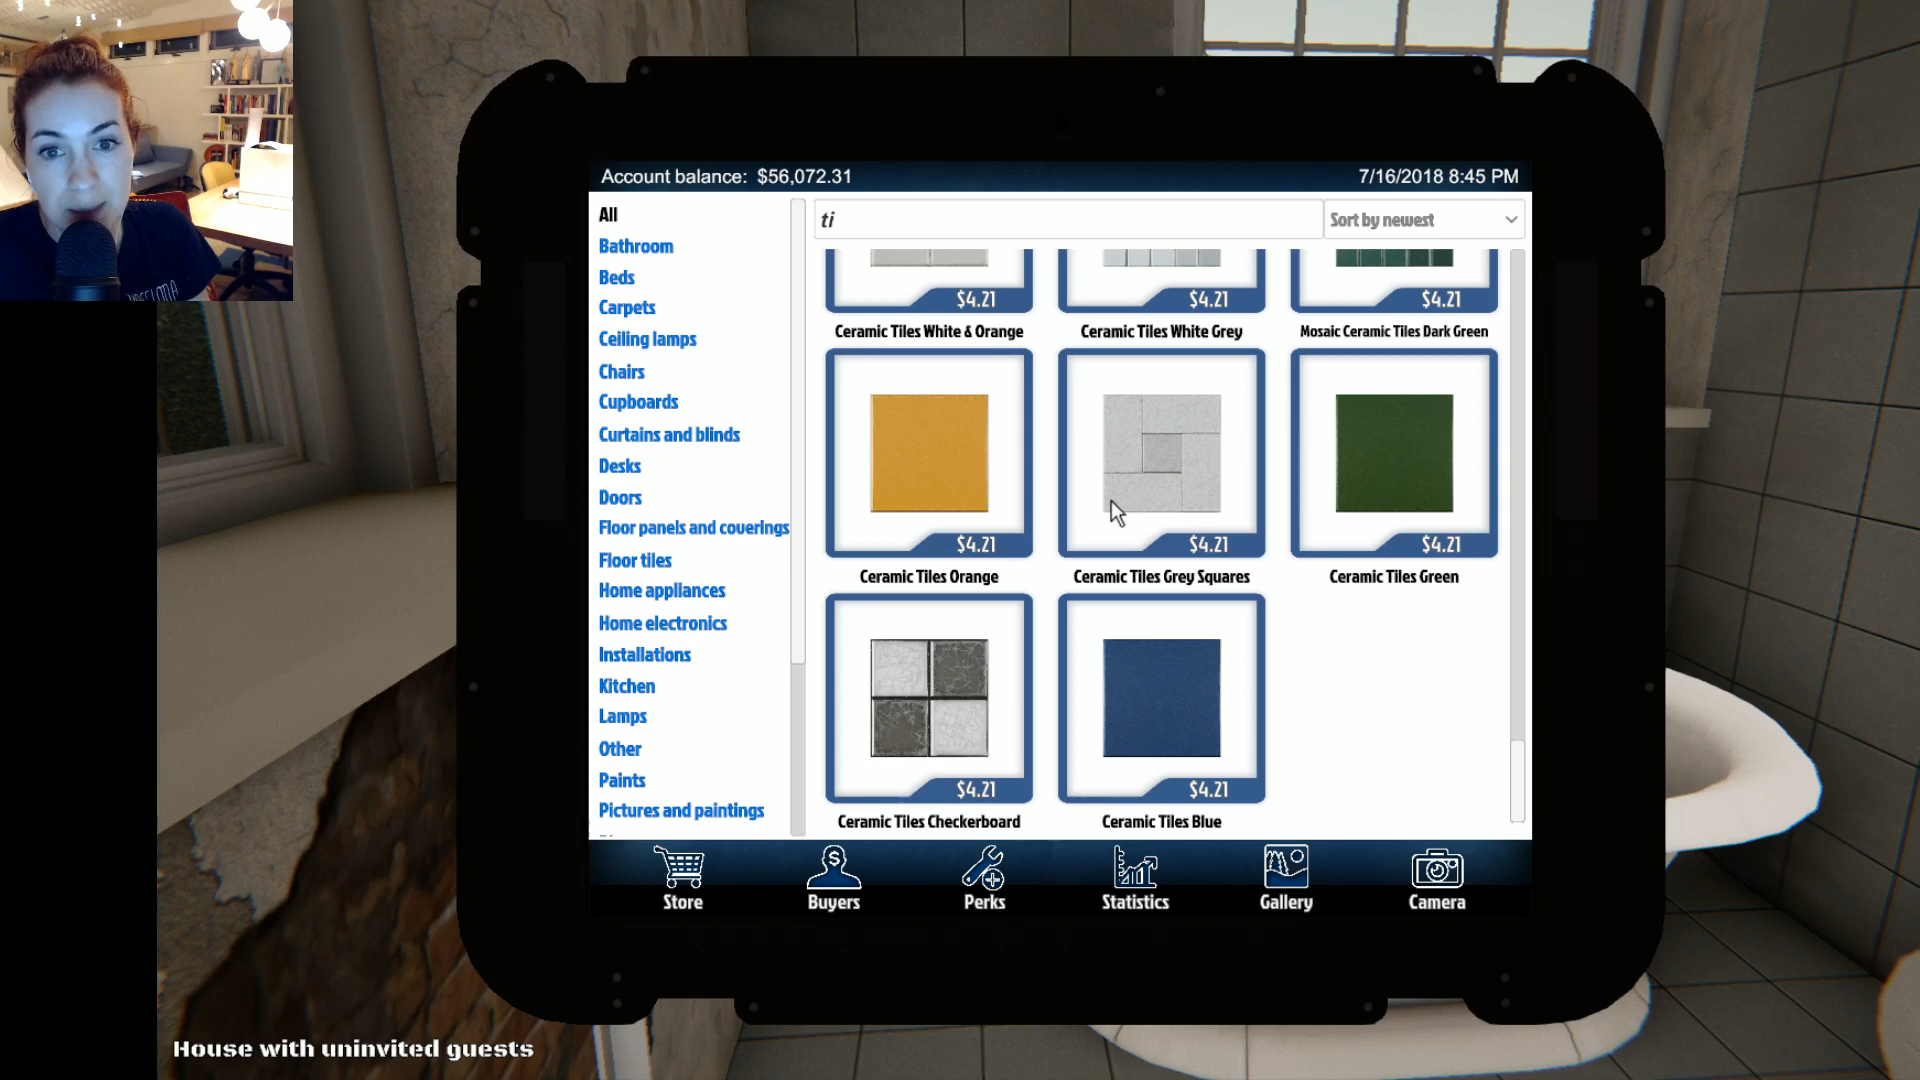 Account balance: $56,072.31
7/16/2018 8:45 PM
All
Bathroom
Beds
Carpets
Ceiling lamps
Chairs
Cupboards
Curtains and blinds
Desks
Doors
Floor panels and coverings
Floor tiles
Home appliances
Home electronics
Installations
Kitchen
Lamps
Other
Paints
Pictures and paintings
ti
Sort by newest
$4.21
$4.21
$4.21
Ceramic Tiles White & Orange
Ceramic Tiles White Grey
Mosaic Ceramic Tiles Dark Green
$4.21
$4.21
$4.21
Ceramic Tiles Orange
Ceramic Tiles Grey Squares
Ceramic Tiles Green
$4.21
$4.21
Ceramic Tiles Checkerboard
Ceramic Tiles Blue
Store
Buyers
Perks
Statistics
Gallery
Camera
House with uninvited guests